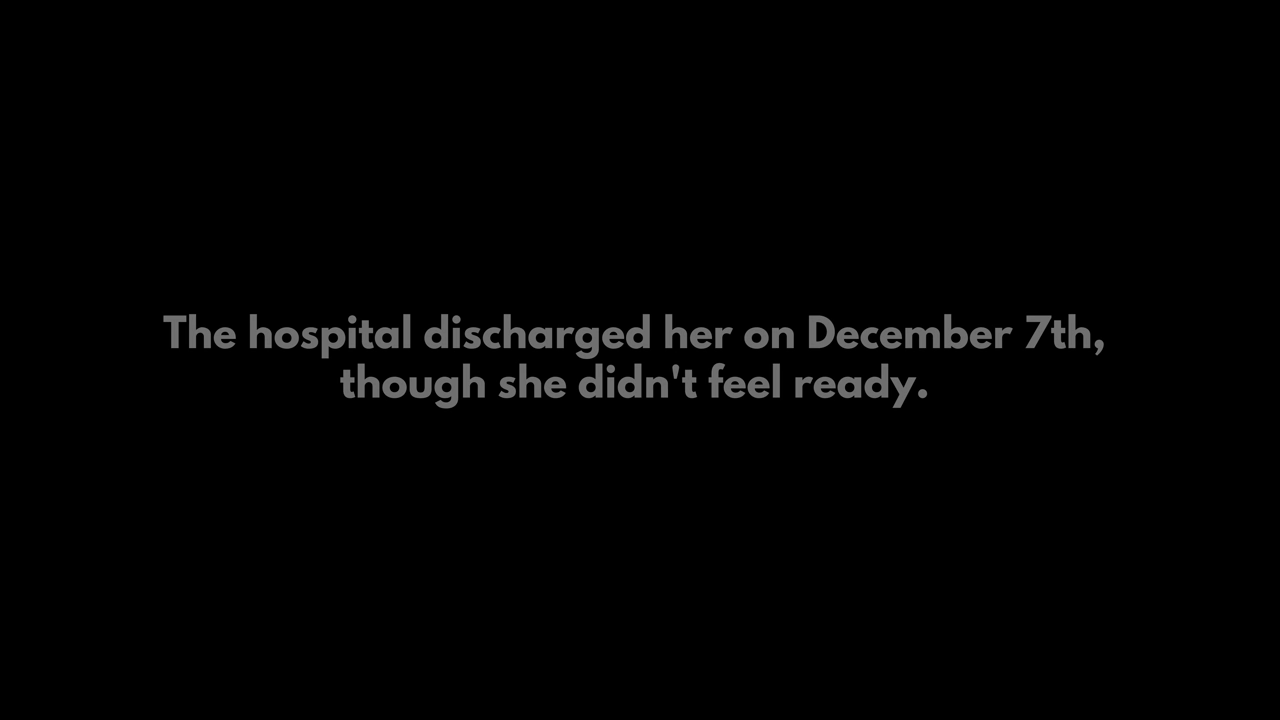 The hospital discharged her on December 7th,
though she didn't feel ready.